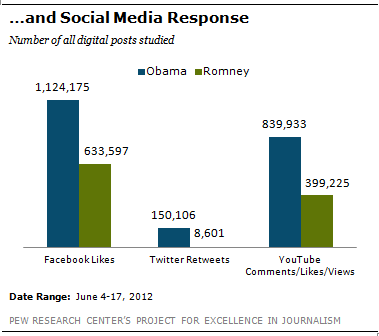 ...and Social Media Response
Number of all digital posts studied
Obama Romney
1,124,175
633,597
150,106
8,601
839,933
399,225
Facebook Likes
Twitter Retweets
YouTube
Comments/Likes/Views
Date Range: June 4-17, 2012
PEW RESEARCH CENTER'S PROJECT FOR EXCELLENCE IN JOURNALISM